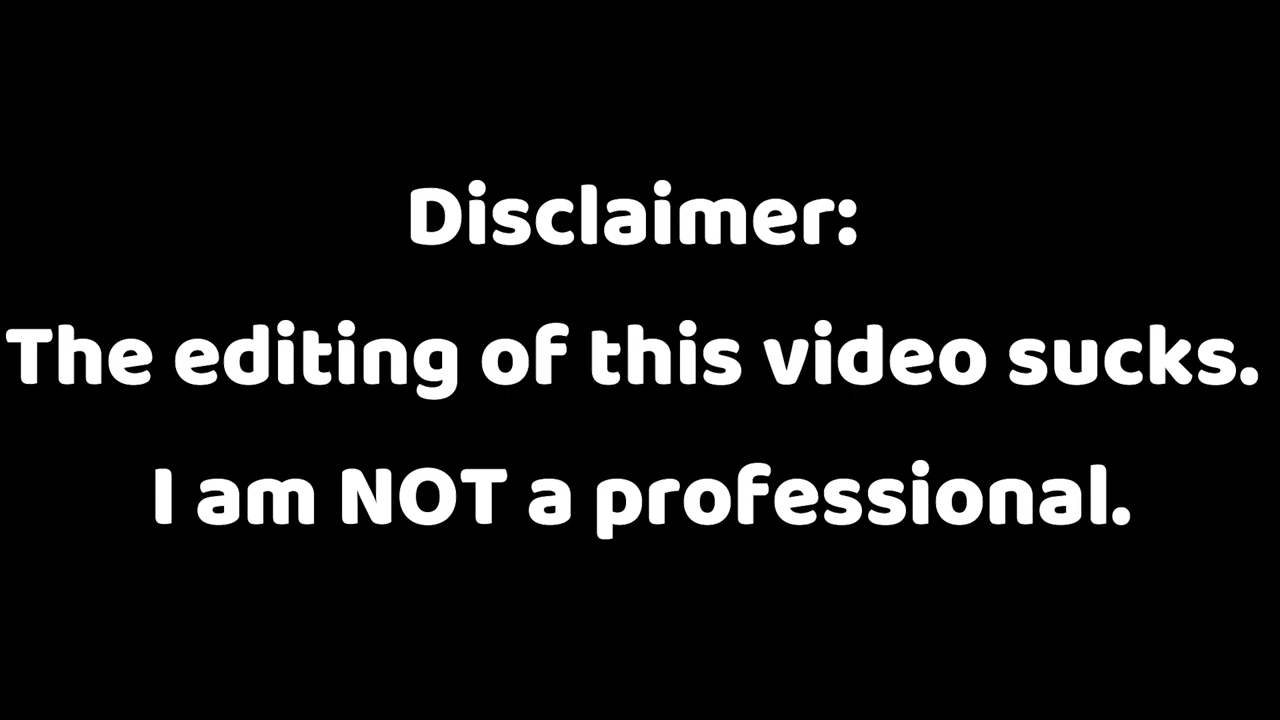 Disclaimer:
The editing of this video sucks.
I am NOT a professional.